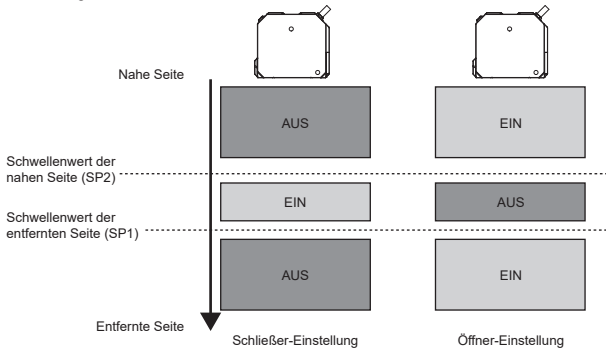 Nahe Seite
AUS
EIN
Schwellenwert der
nahen Seite (SP2)
EIN
AUS
Schwellenwert der
entfernten Seite (SP1)
AUS
EIN
Entfernte Seite
Schließer-Einstellung
Öffner-Einstellung